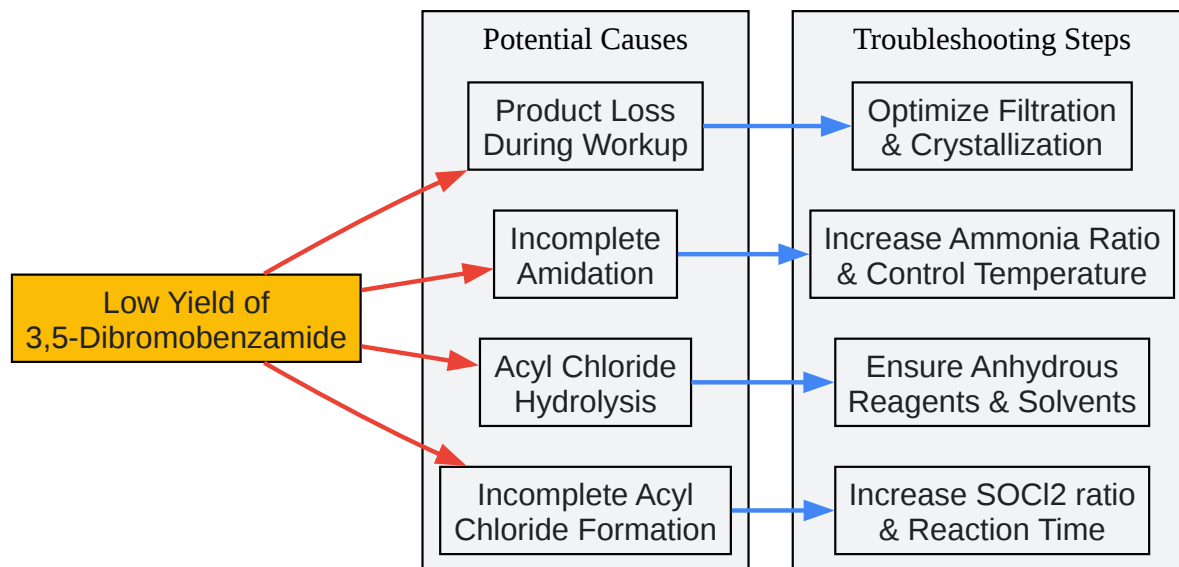 Potential Causes
Troubleshooting Steps
Product Loss
During Workup
Optimize Filtration
& Crystallization
Incomplete
Amidation
Increase Ammonia Ratio
& Control Temperature
Low Yield of
3,5-Dibromobenzamide
Acyl Chloride
Hydrolysis
Ensure Anhydrous
Reagents & Solvents
Incomplete Acyl
Chloride Formation
Increase SOCl2 ratio
& Reaction Time